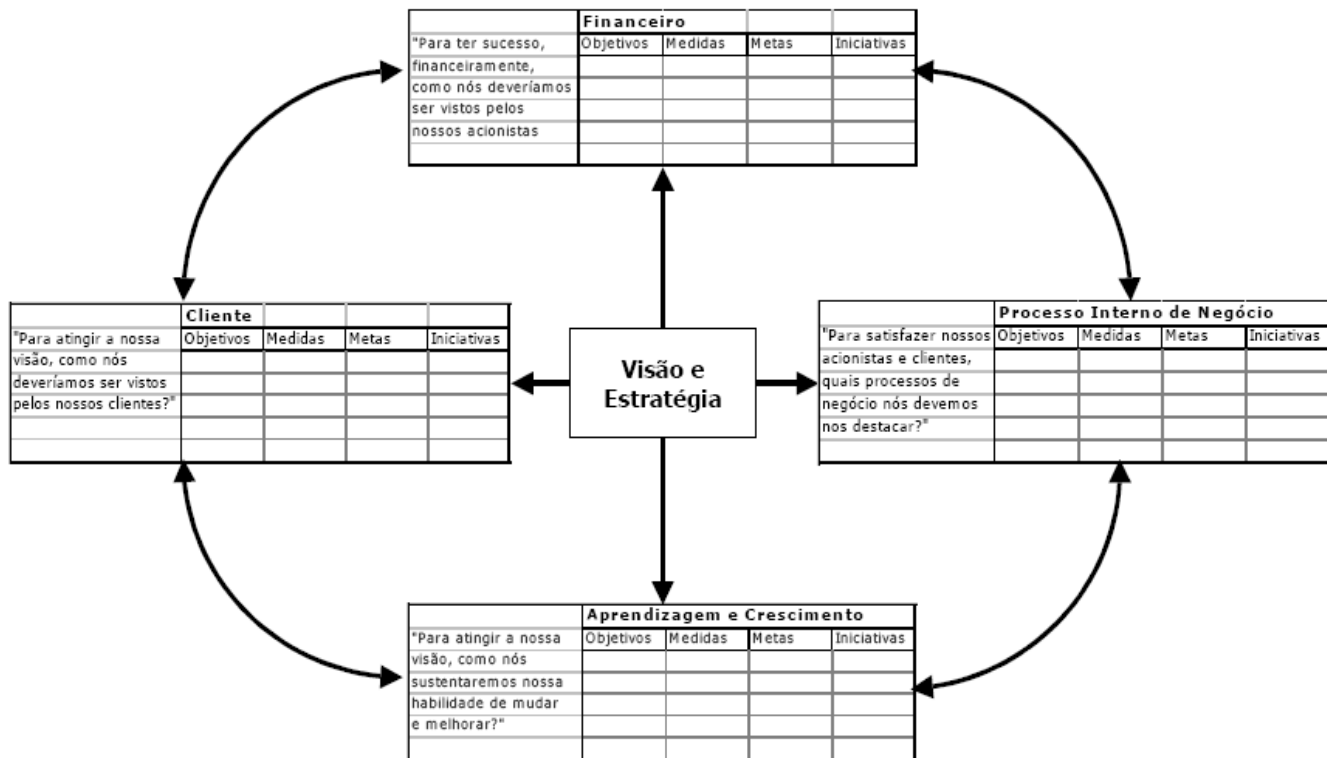 Financeiro
"Para ter sucesso, Objetivos Medidas Metas Iniciativas
financeiramente,
como nós deveríamos
ser vistos pelos
nossos acionistas
Cliente
"Para atingir a nossa Objetivos Medidas Metas Iniciativas
visão, como nós
deveríamos ser vistos
pelos nossos clientes?"
Visão e
Estratégia
Processo Interno de Negócio
"Para satisfazer nossos Objetivos Medidas Metas Iniciativas
acionistas e clientes,
quais processos de
negócio nós devemos
nos destacar?"
Aprendizagem e Crescimento
"Para atingir a nossa Objetivos Medidas Metas Iniciativas
visão, como nós
sustentaremos nossa
habilidade de mudar
e melhorar?"